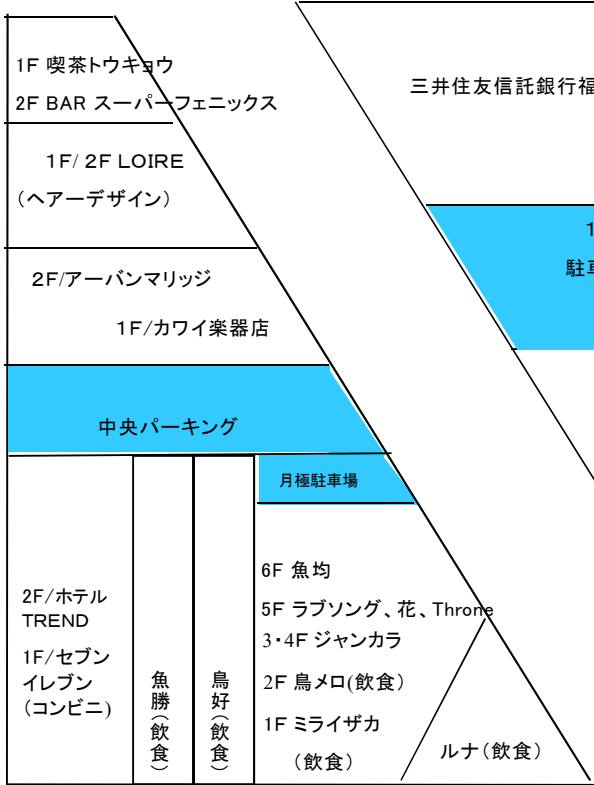 1F 喫茶トウキョウ
2F BAR スーパーフェニックス
三井住友信託銀行福
1F/ 2F LOIRE
(ヘアーデザイン)
1
駐車
2F/アーバンマリッジ
1F/カワイ楽器店
中央パーキング
月極駐車場
2F/ホテル
TREND
1F/セブン
イレブン
(コンビニ)
魚勝(飲食)
鳥好(飲食)
6F 魚均
5F ラブソング、花、Throne
3・4F ジャンカラ
2F 鳥メロ(飲食)
1F ミライザカ
(飲食)
ルナ(飲食)